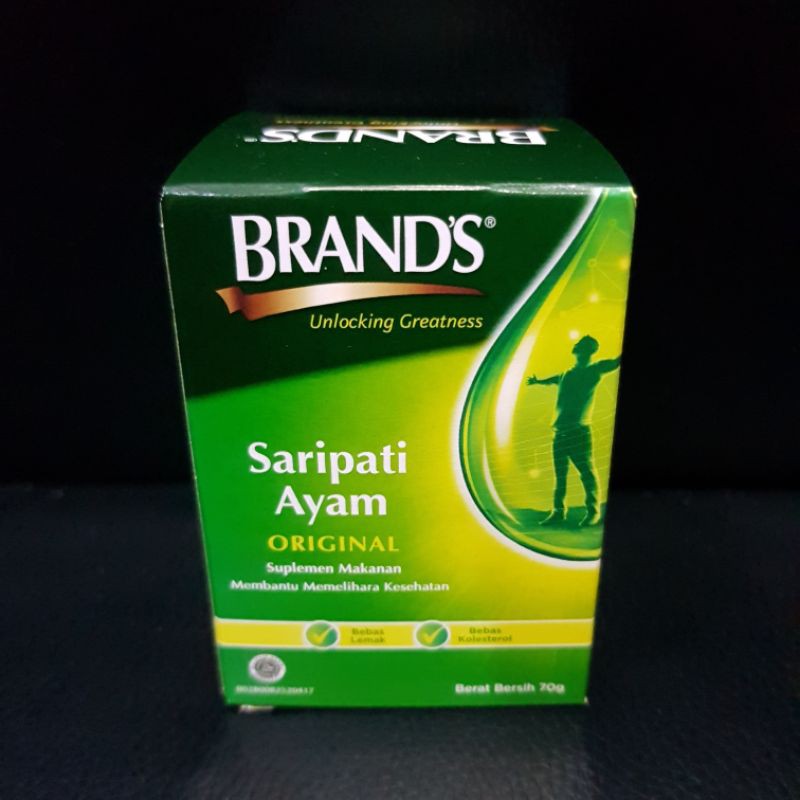 BRAND'S®
BRAND'S®
Unlocking Greatness
Saripati
Ayam
ORIGINAL
Suplemen Makanan
Membantu Memelihara Kesehatan
Bebas
Lemak
Bebas
Kolesterol
Berat Bersih 70g